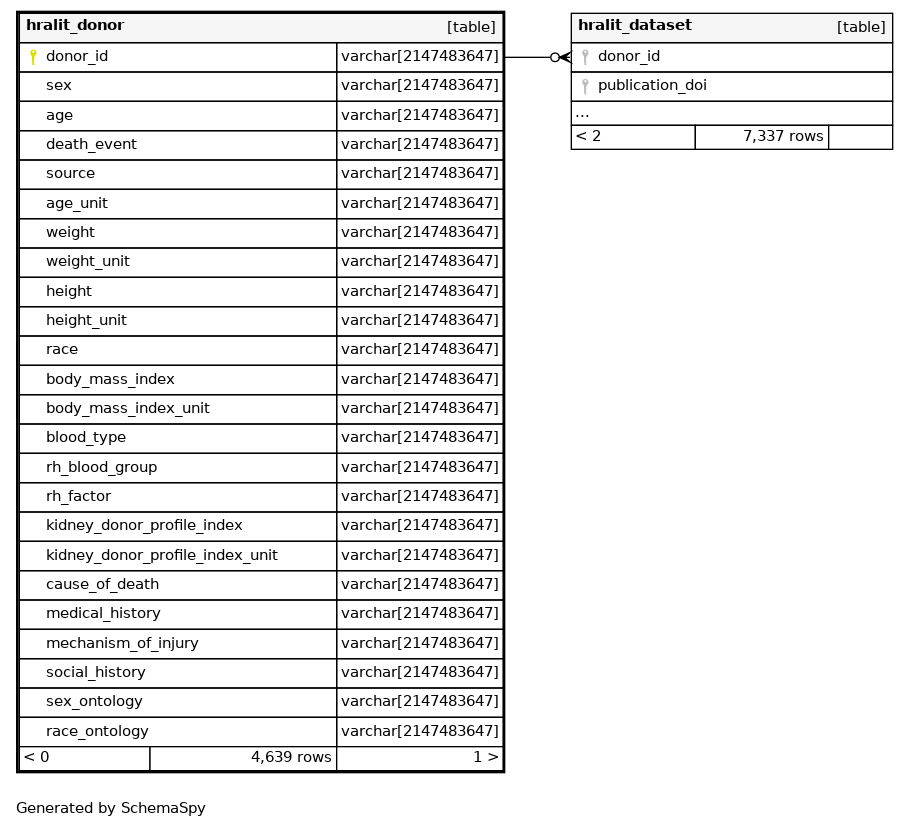 hralit_donor [table]
donor_id varchar[2147483647]
sex varchar[2147483647]
age varchar[2147483647]
death_event varchar[2147483647]
source varchar[2147483647]
age_unit varchar[2147483647]
weight varchar[2147483647]
weight_unit varchar[2147483647]
height varchar[2147483647]
height_unit varchar[2147483647]
race varchar[2147483647]
body_mass_index varchar[2147483647]
body_mass_index_unit varchar[2147483647]
blood_type varchar[2147483647]
rh_blood_group varchar[2147483647]
rh_factor varchar[2147483647]
kidney_donor_profile_index varchar[2147483647]
kidney_donor_profile_index_unit varchar[2147483647]
cause_of_death varchar[2147483647]
medical_history varchar[2147483647]
mechanism_of_injury varchar[2147483647]
social_history varchar[2147483647]
sex_ontology varchar[2147483647]
race_ontology varchar[2147483647]
< 0 4,639 rows 1 >
hralit_dataset [table]
donor_id
publication_doi
...
< 2 7,337 rows
Generated by SchemaSpy